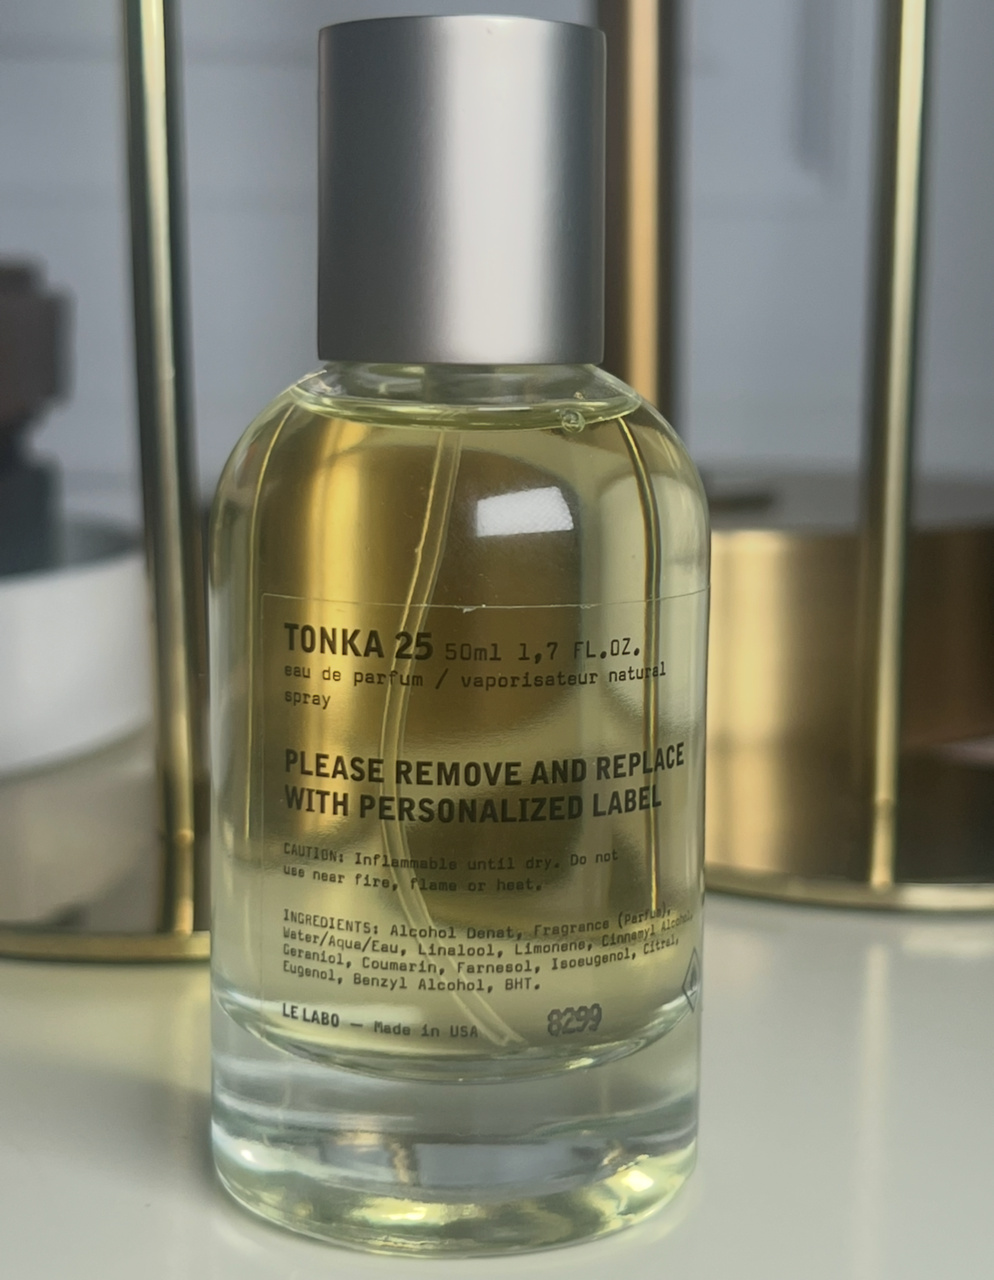 TONKA 25 50ml 1,7 FL.OZ.
eau de parfum / vaporisateur natural
spray
PLEASE REMOVE AND REPLACE
WITH PERSONALIZED LABEL
CAUTION: Inflammable until dry. Do not
use near fire, flame or heat.
INGREDIENTS: Alcohol Denat, Fragrance (Parfum),
Water/Aqua/Eau, Linalool, Limonene, Cinnamyl Alcohol,
Geraniol, Coumarin, Farnesol, Isoeugenol, Citral,
Eugenol, Benzyl Alcohol, BHT.
LE LABO — Made in USA 8299